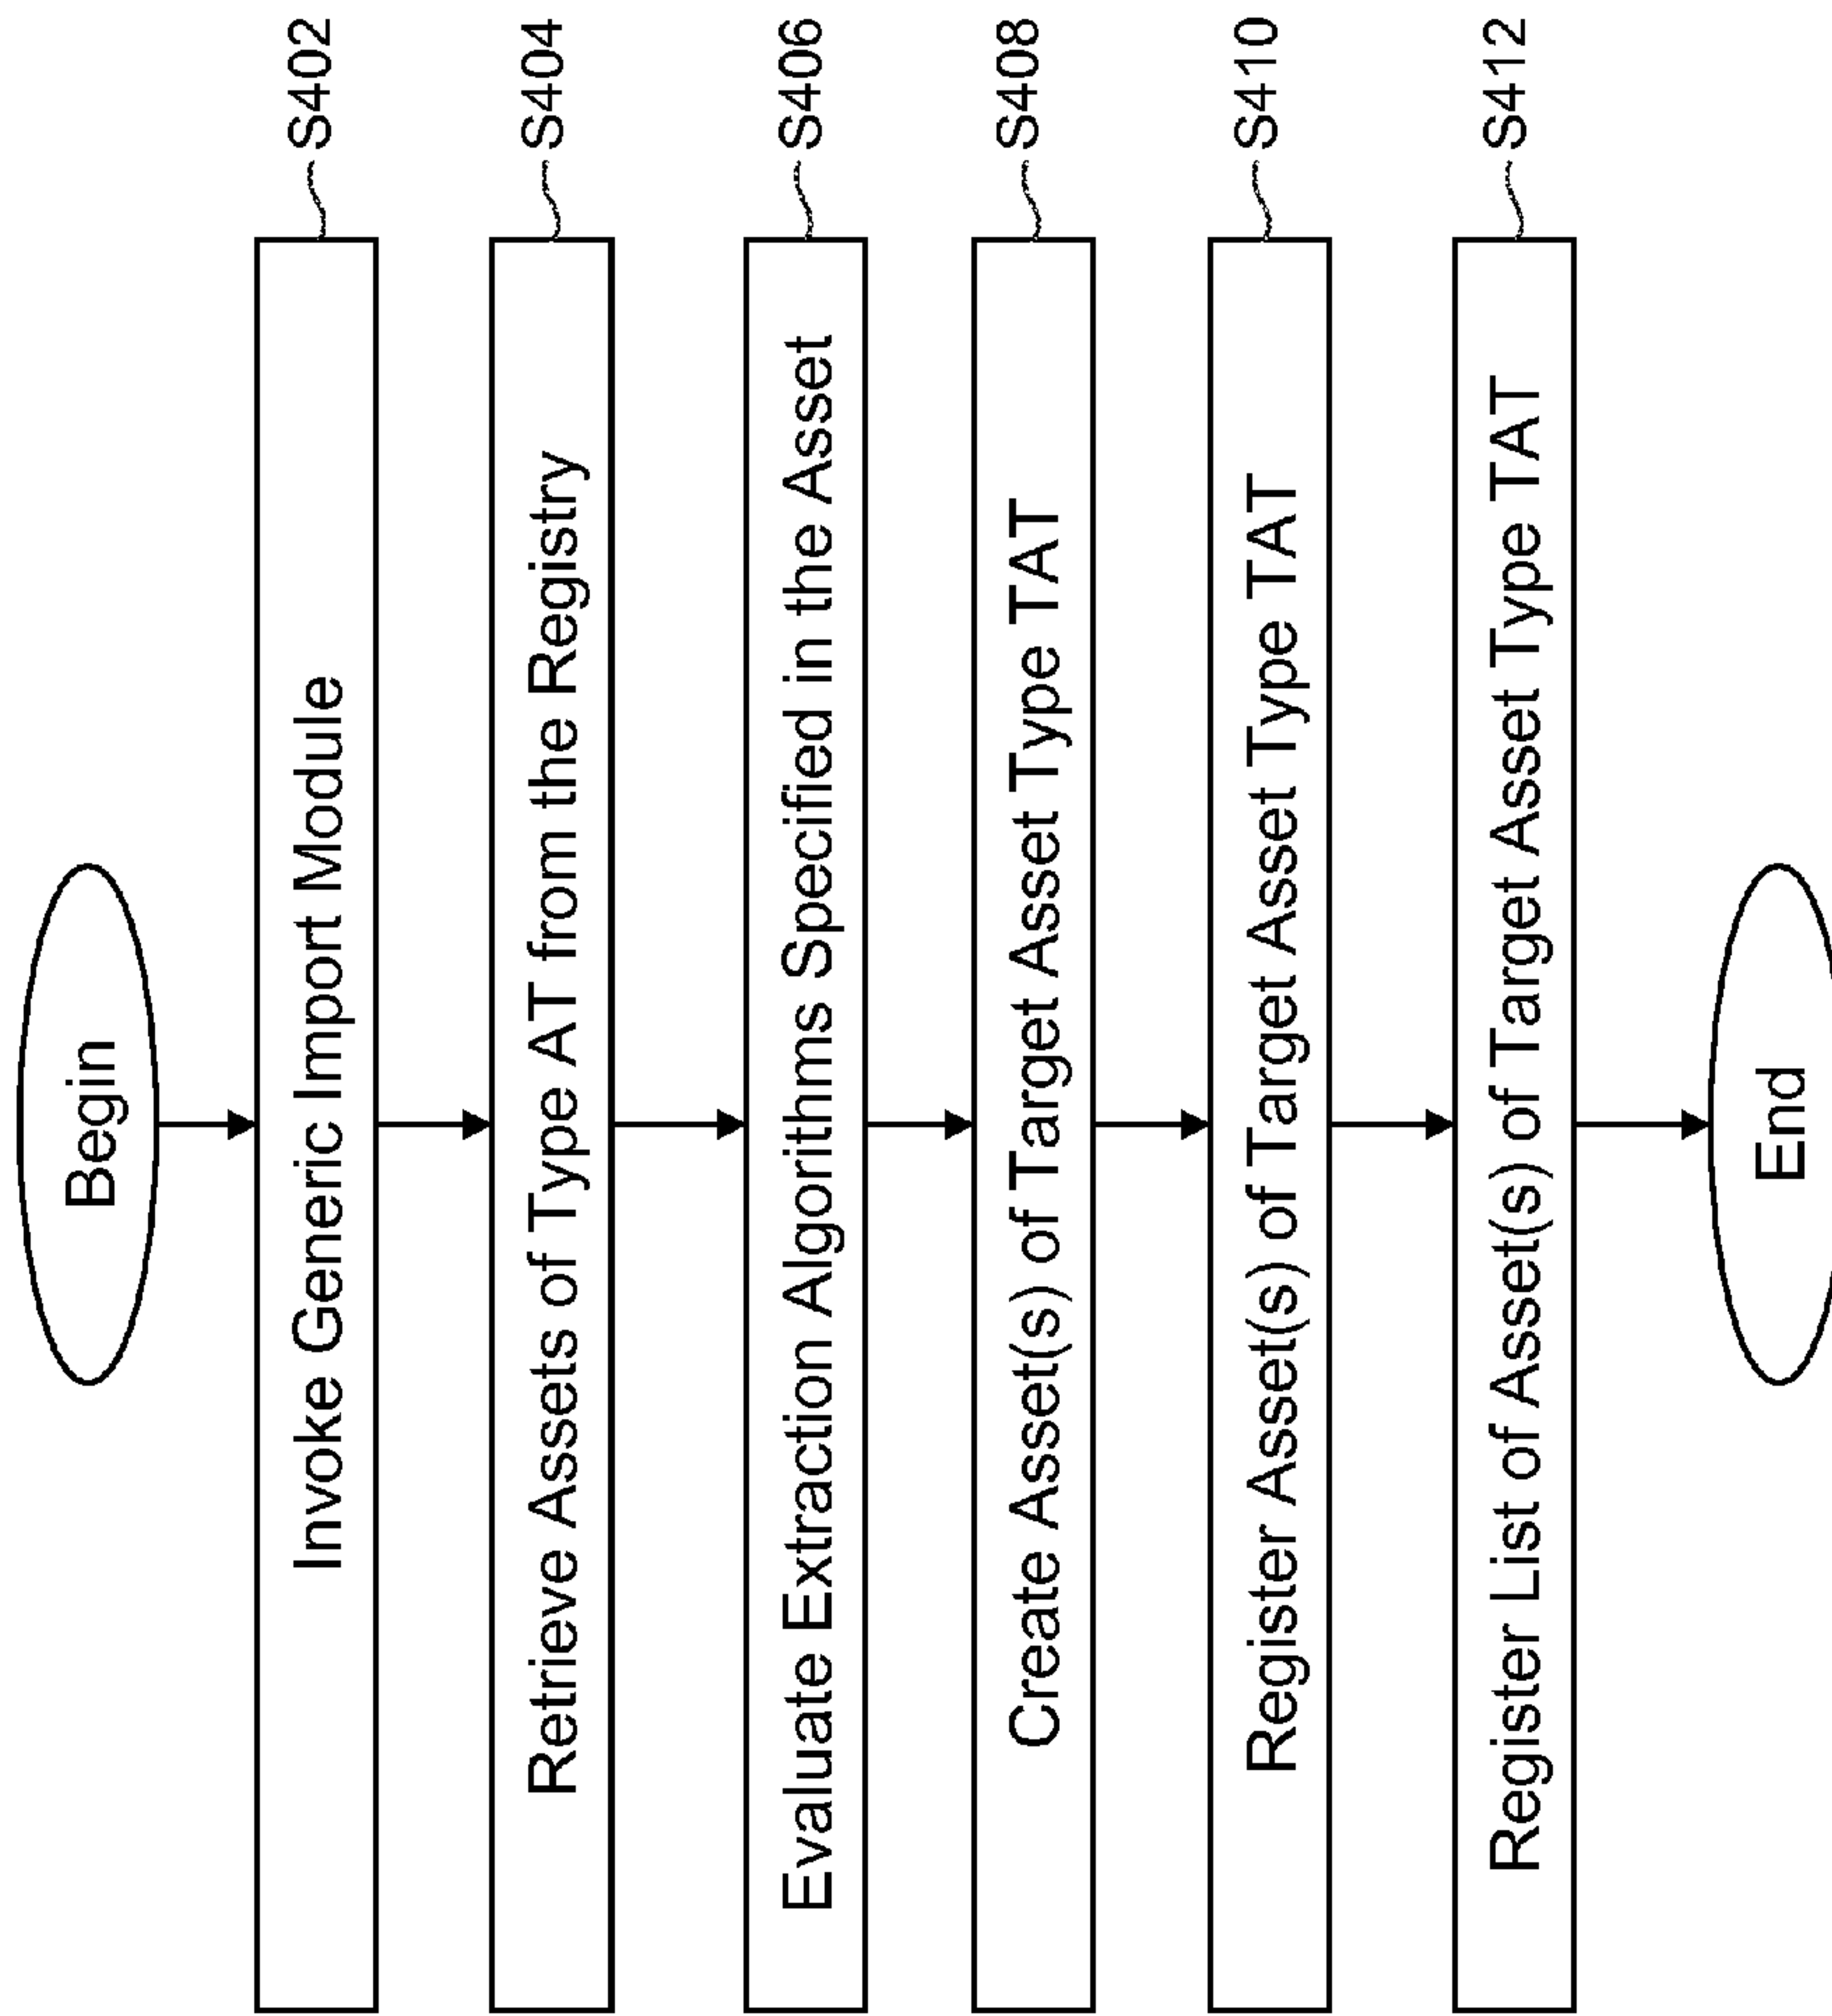 Begin
Invoke Generic Import Module
S402
Retrieve Assets of Type AT from the Registry
S404
Evaluate Extraction Algorithms Specified in the Asset
S406
Create Asset(s) of Target Asset Type TAT
S408
Register Asset(s) of Target Asset Type TAT
S410
Register List of Asset(s) of Target Asset Type TAT
S412
End